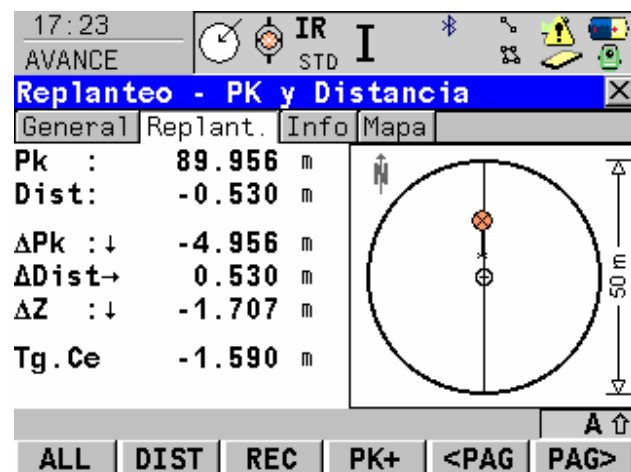 17:23
AVANCE
IR
STD
I
Replanteo - PK y Distancia
General Replant. Info Mapa
Pk : 89.956 m
Dist: -0.530 m
ΔPk :↓ -4.956 m
ΔDist→ 0.530 m
ΔZ :↓ -1.707 m
Tg.Ce -1.590 m
N
50 m
A ⇧
ALL DIST REC PK+ <PAG PAG>